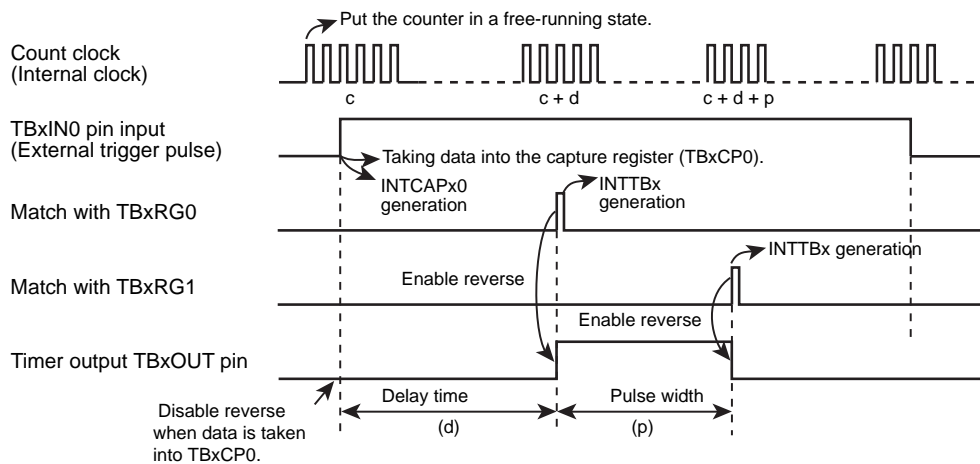 Put the counter in a free-running state.
Count clock
(Internal clock)
c
c + d
c + d + p
TBxIN0 pin input
(External trigger pulse)
Taking data into the capture register (TBxCP0).
INTCAPx0
generation
INTTBx
generation
Match with TBxRG0
INTTBx generation
Enable reverse
Match with TBxRG1
Enable reverse
Timer output TBxOUT pin
Disable reverse
when data is taken
into TBxCP0.
Delay time
(d)
Pulse width
(p)